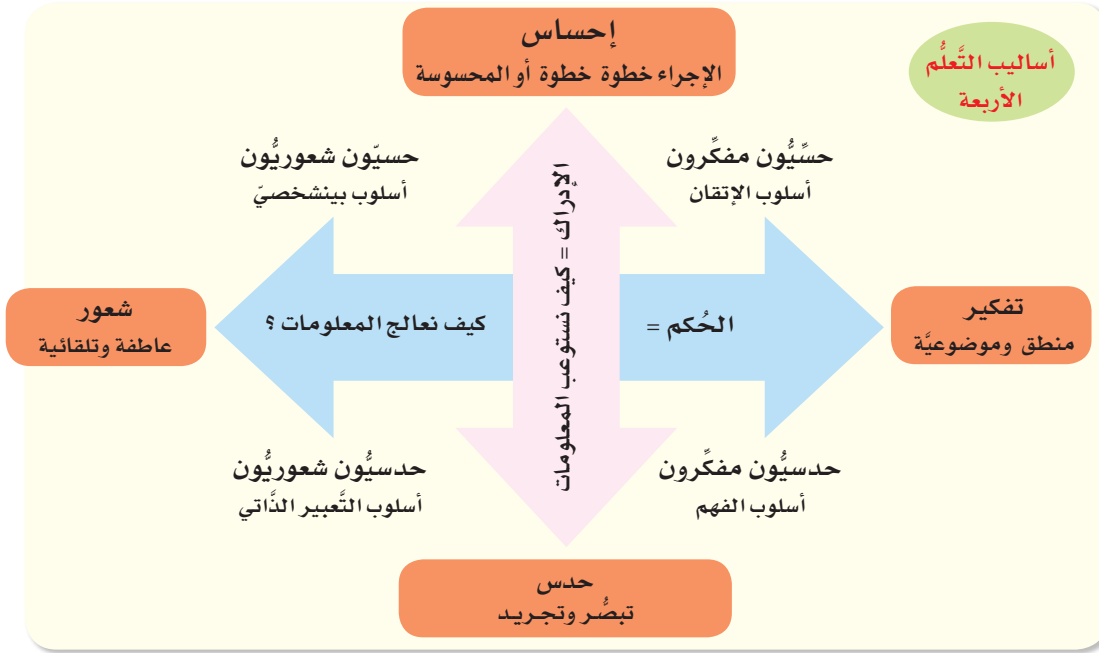 أساليب التَّعلُّم
الأربعة
إحساس
الإجراء خطوة خطوة أو المحسوسة
حسِّيُّون مفكِّرون
أسلوب الإتقان
حسيّون شعوريُّون
أسلوب بينشخصيّ
الإدراك = كيف نستوعب المعلومات
تفكير
منطق وموضوعيَّة
الحُكم =
كيف نعالج المعلومات ؟
شعور
عاطفة وتلقائية
حدسيُّون مفكِّرون
أسلوب الفهم
حدسيُّون شعوريُّون
أسلوب التَّعبير الذَّاتي
حدس
تبصُّر وتجريد